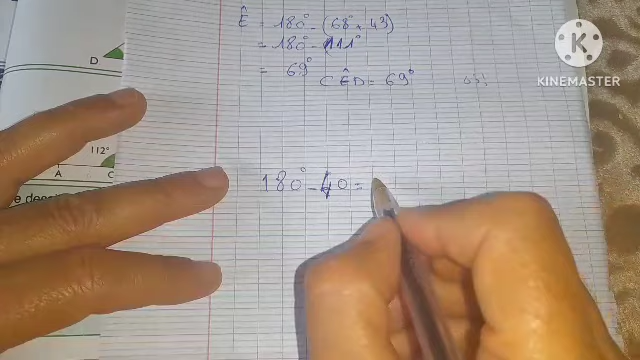 Ê = 180° - (68° + 43)
= 180° - 111°
= 69°
CÊD = 69°
180° - 40 =
D
112°
A
C
KINEMASTER